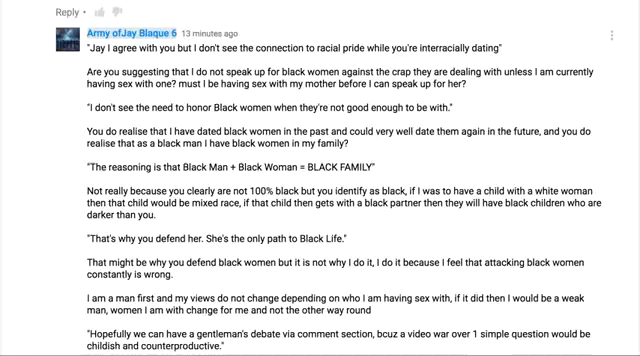 Reply •
Army ofJay Blaque 6 13 minutes ago
"Jay I agree with you but I don't see the connection to racial pride while you're interracially dating"
Are you suggesting that I do not speak up for black women against the crap they are dealing with unless I am currently
having sex with one? must I be having sex with my mother before I can speak up for her?
"I don't see the need to honor Black women when they're not good enough to be with."
You do realise that I have dated black women in the past and could very well date them again in the future, and you do
realise that as a black man I have black women in my family?
"The reasoning is that Black Man + Black Woman = BLACK FAMILY"
Not really because you clearly are not 100% black but you identify as black, if I was to have a child with a white woman
then that child would be mixed race, if that child then gets with a black partner then they will have black children who are
darker than you.
"That's why you defend her. She's the only path to Black Life."
That might be why you defend black women but it is not why I do it, I do it because I feel that attacking black women
constantly is wrong.
I am a man first and my views do not change depending on who I am having sex with, if it did then I would be a weak
man, women I am with change for me and not the other way round
"Hopefully we can have a gentleman's debate via comment section, bcuz a video war over 1 simple question would be
childish and counterproductive."